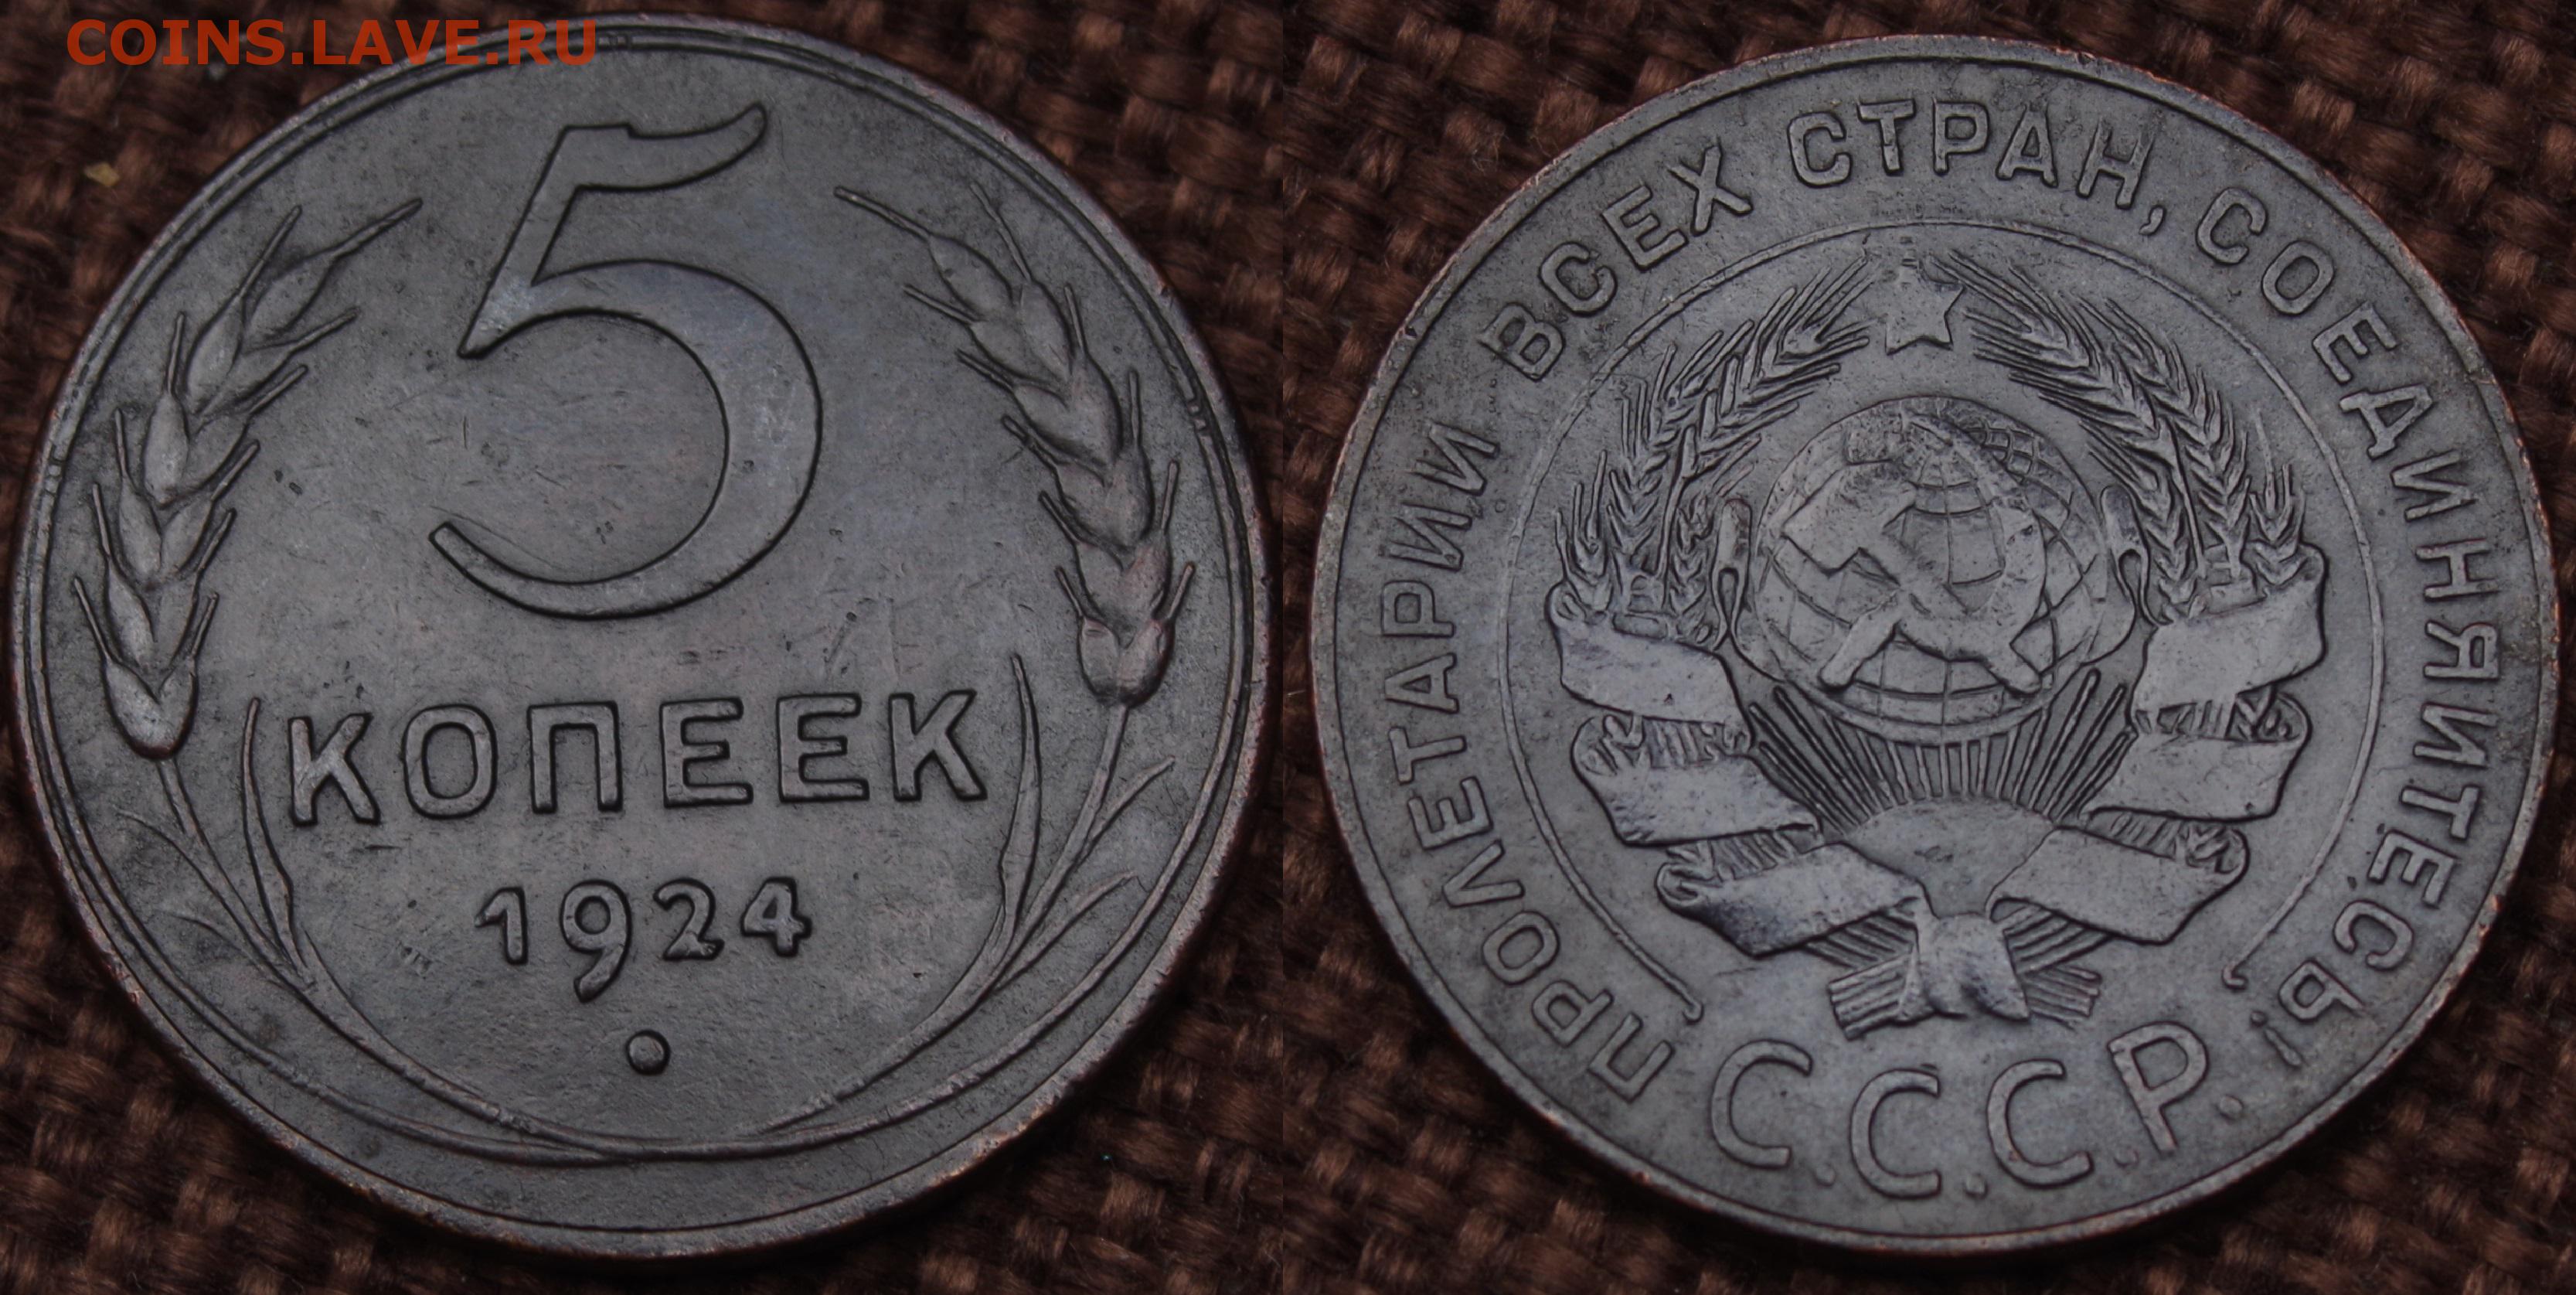 COINS.LAVE.RU
5
КОПЕЕК
1924
ПРОЛЕТАРИИ ВСЕХ СТРАН, СОЕДИНЯЙТЕСЬ!
С.С.С.Р.